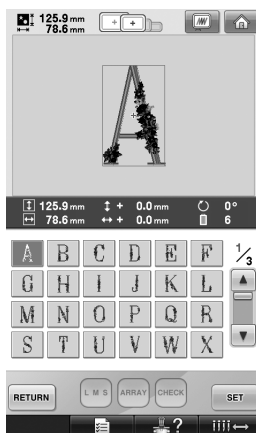 125.9 mm
78.6 mm
A
125.9 mm + 0.0 mm 0°
78.6 mm + 0.0 mm 6
A B C D E F 1/3
G H I J K L
M N O P Q R
S T U V W X
RETURN L M S ARRAY CHECK SET
?